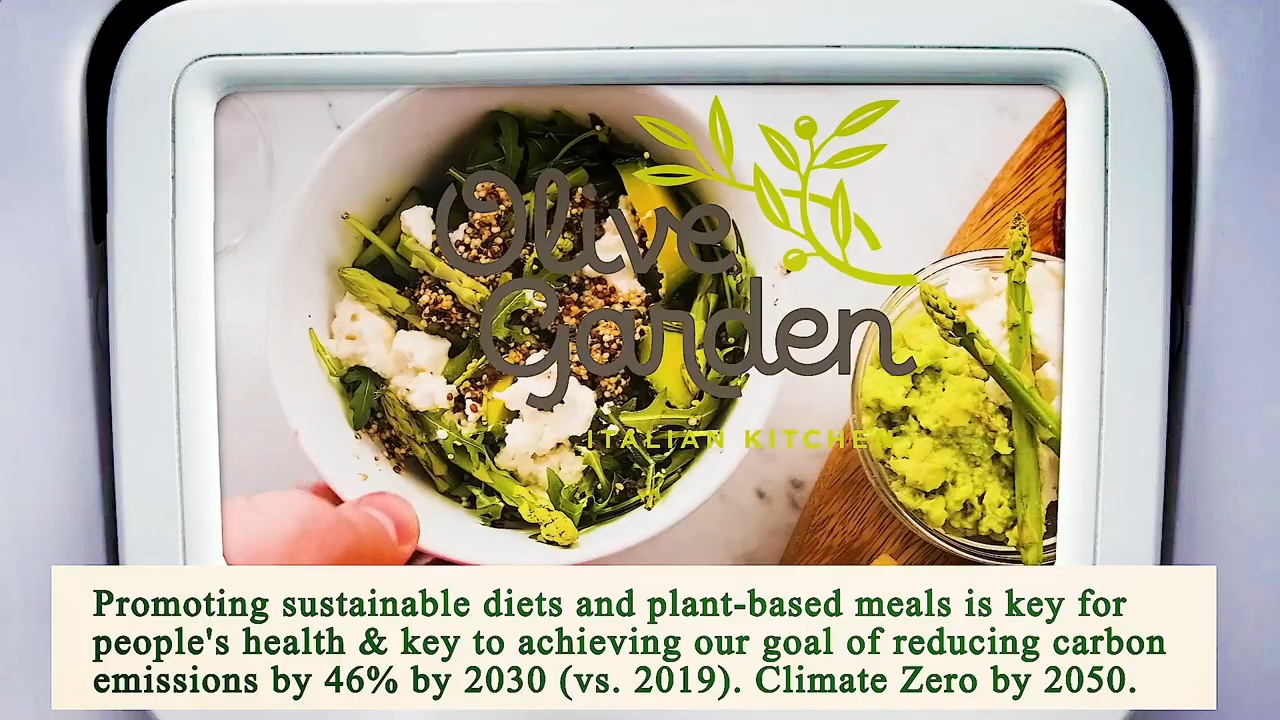 Olive
Garden
ITALIAN KITCHEN
Promoting sustainable diets and plant-based meals is key for
people's health & key to achieving our goal of reducing carbon
emissions by 46% by 2030 (vs. 2019). Climate Zero by 2050.